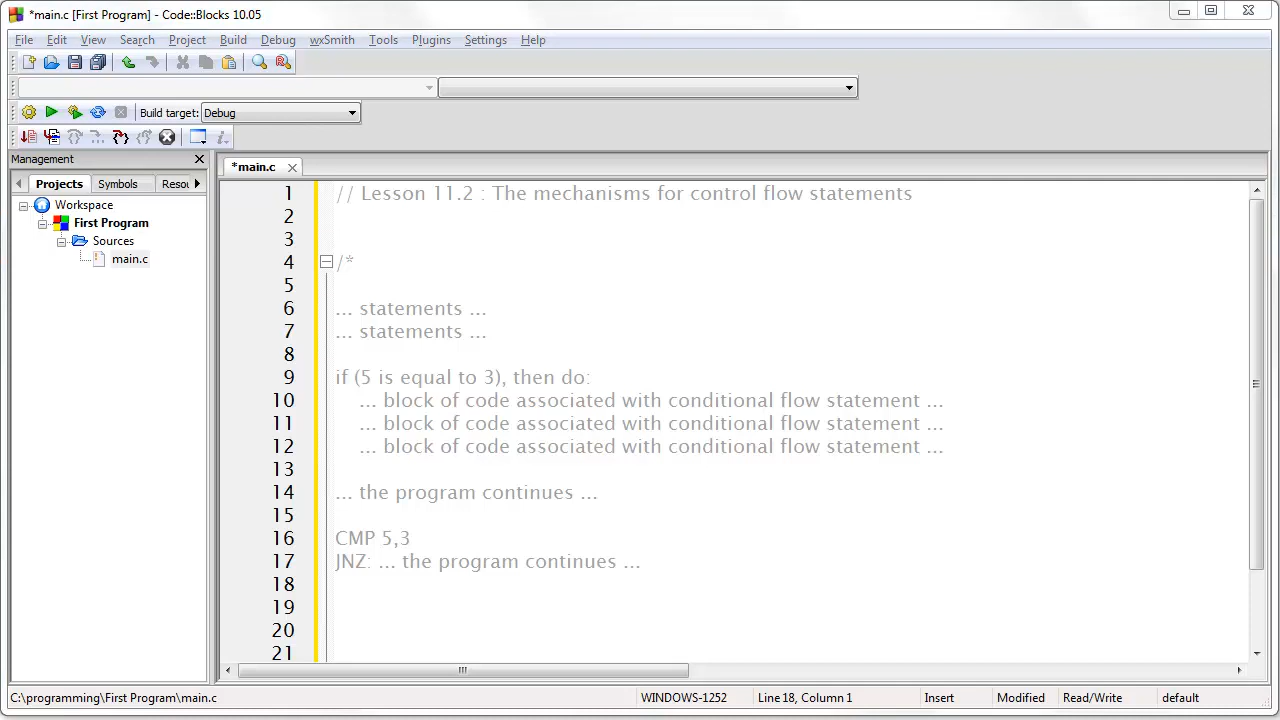 *main.c [First Program] - Code::Blocks 10.05
File Edit View Search Project Build Debug wxSmith Tools Plugins Settings Help
Build target: Debug
Management
*main.c
Projects Symbols Resou
Workspace
First Program
Sources
main.c
1 // Lesson 11.2 : The mechanisms for control flow statements
2
3
4 /*
5
6 ... statements ...
7 ... statements ...
8
9 if (5 is equal to 3), then do:
10 ... block of code associated with conditional flow statement ...
11 ... block of code associated with conditional flow statement ...
12 ... block of code associated with conditional flow statement ...
13
14 ... the program continues ...
15
16 CMP 5,3
17 JNZ: ... the program continues ...
18
19
20
21
C:\programming\First Program\main.c WINDOWS-1252 Line 18, Column 1 Insert Modified Read/Write default